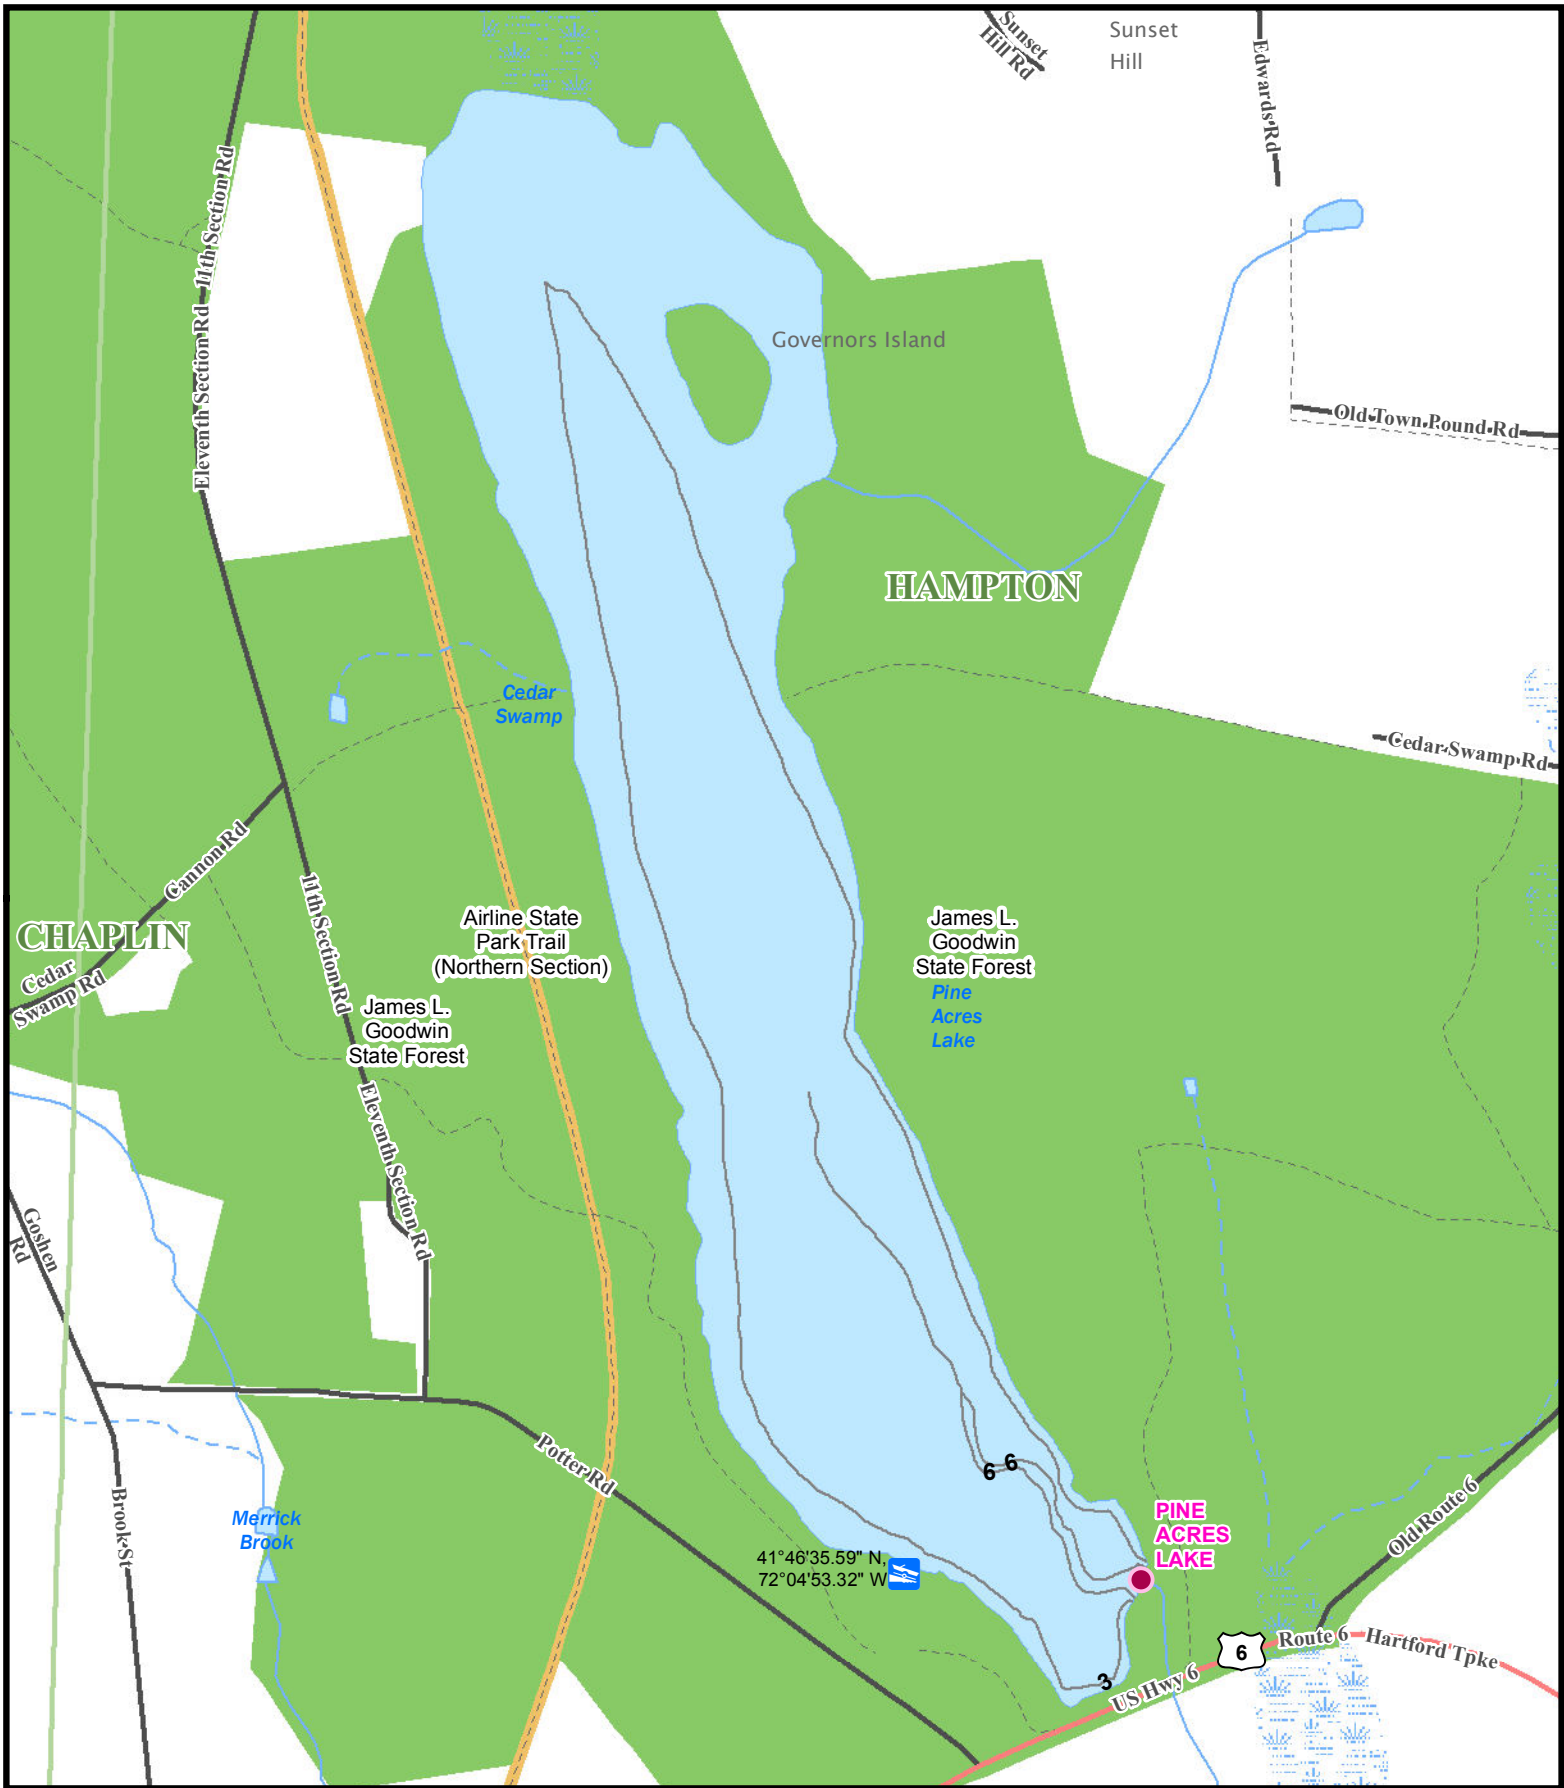 Sunset
Hill Rd
Sunset
Hill
Edwards Rd
11th Section Rd
Eleventh Section Rd
Governors Island
Old Town Pound Rd
HAMPTON
Cedar
Swamp
Cedar Swamp Rd
Cannon Rd
11th Section Rd
CHAPLIN
Cedar
Swamp Rd
Airline State
Park Trail
(Northern Section)
James L.
Goodwin
State Forest
Pine
Acres
Lake
James L.
Goodwin
State Forest
Eleventh Section Rd
Goshen
Rd
Potter Rd
6
6
Brook St
Merrick
Brook
41°46'35.59" N,
72°04'53.32" W
PINE
ACRES
LAKE
Old Route 6
6
Route 6
Hartford Tpke
US Hwy 6
3